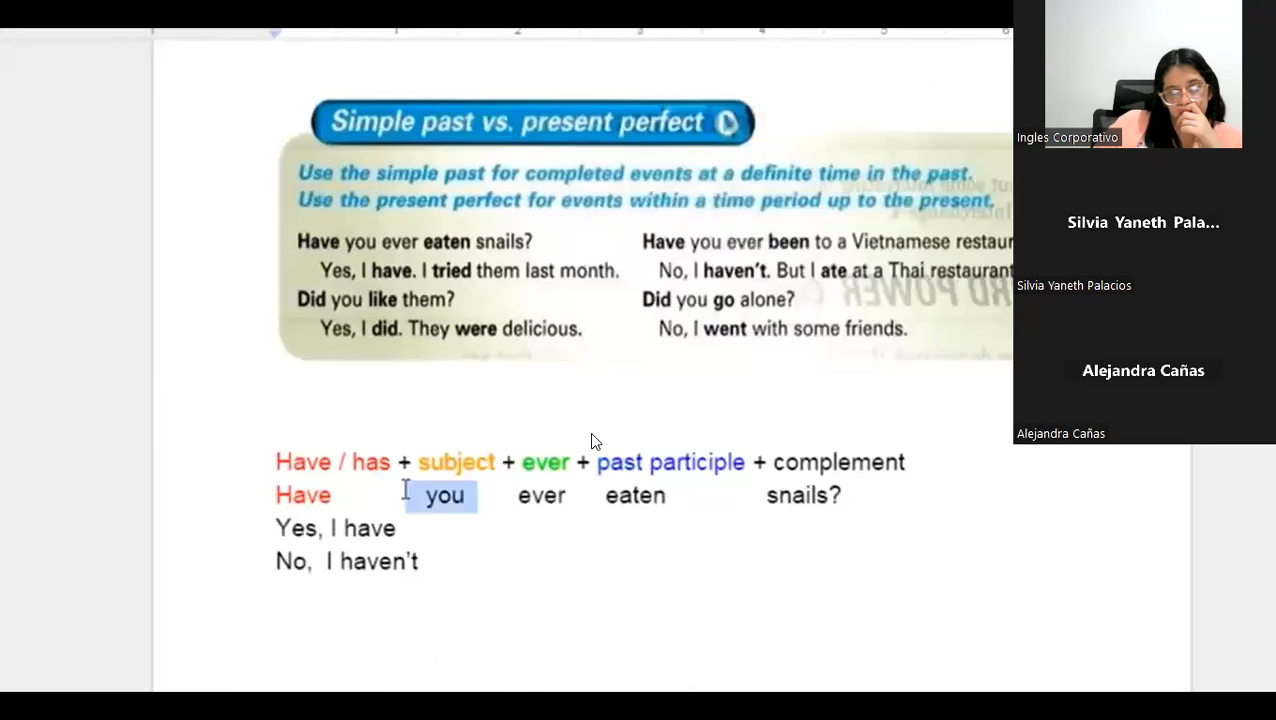 Simple past vs. present perfect
Use the simple past for completed events at a definite time in the past.
Use the present perfect for events within a time period up to the present.
Have you ever eaten snails?
Yes, I have. I tried them last month.
Did you like them?
Yes, I did. They were delicious.
Have you ever been to a Vietnamese restaur
No, I haven't. But I ate at a Thai restaurant
Did you go alone?
No, I went with some friends.
Have / has + subject + ever + past participle + complement
Have you ever eaten snails?
Yes, I have
No, I haven't
Ingles Corporativo
Silvia Yaneth Pala...
Silvia Yaneth Palacios
Alejandra Cañas
Alejandra Cañas